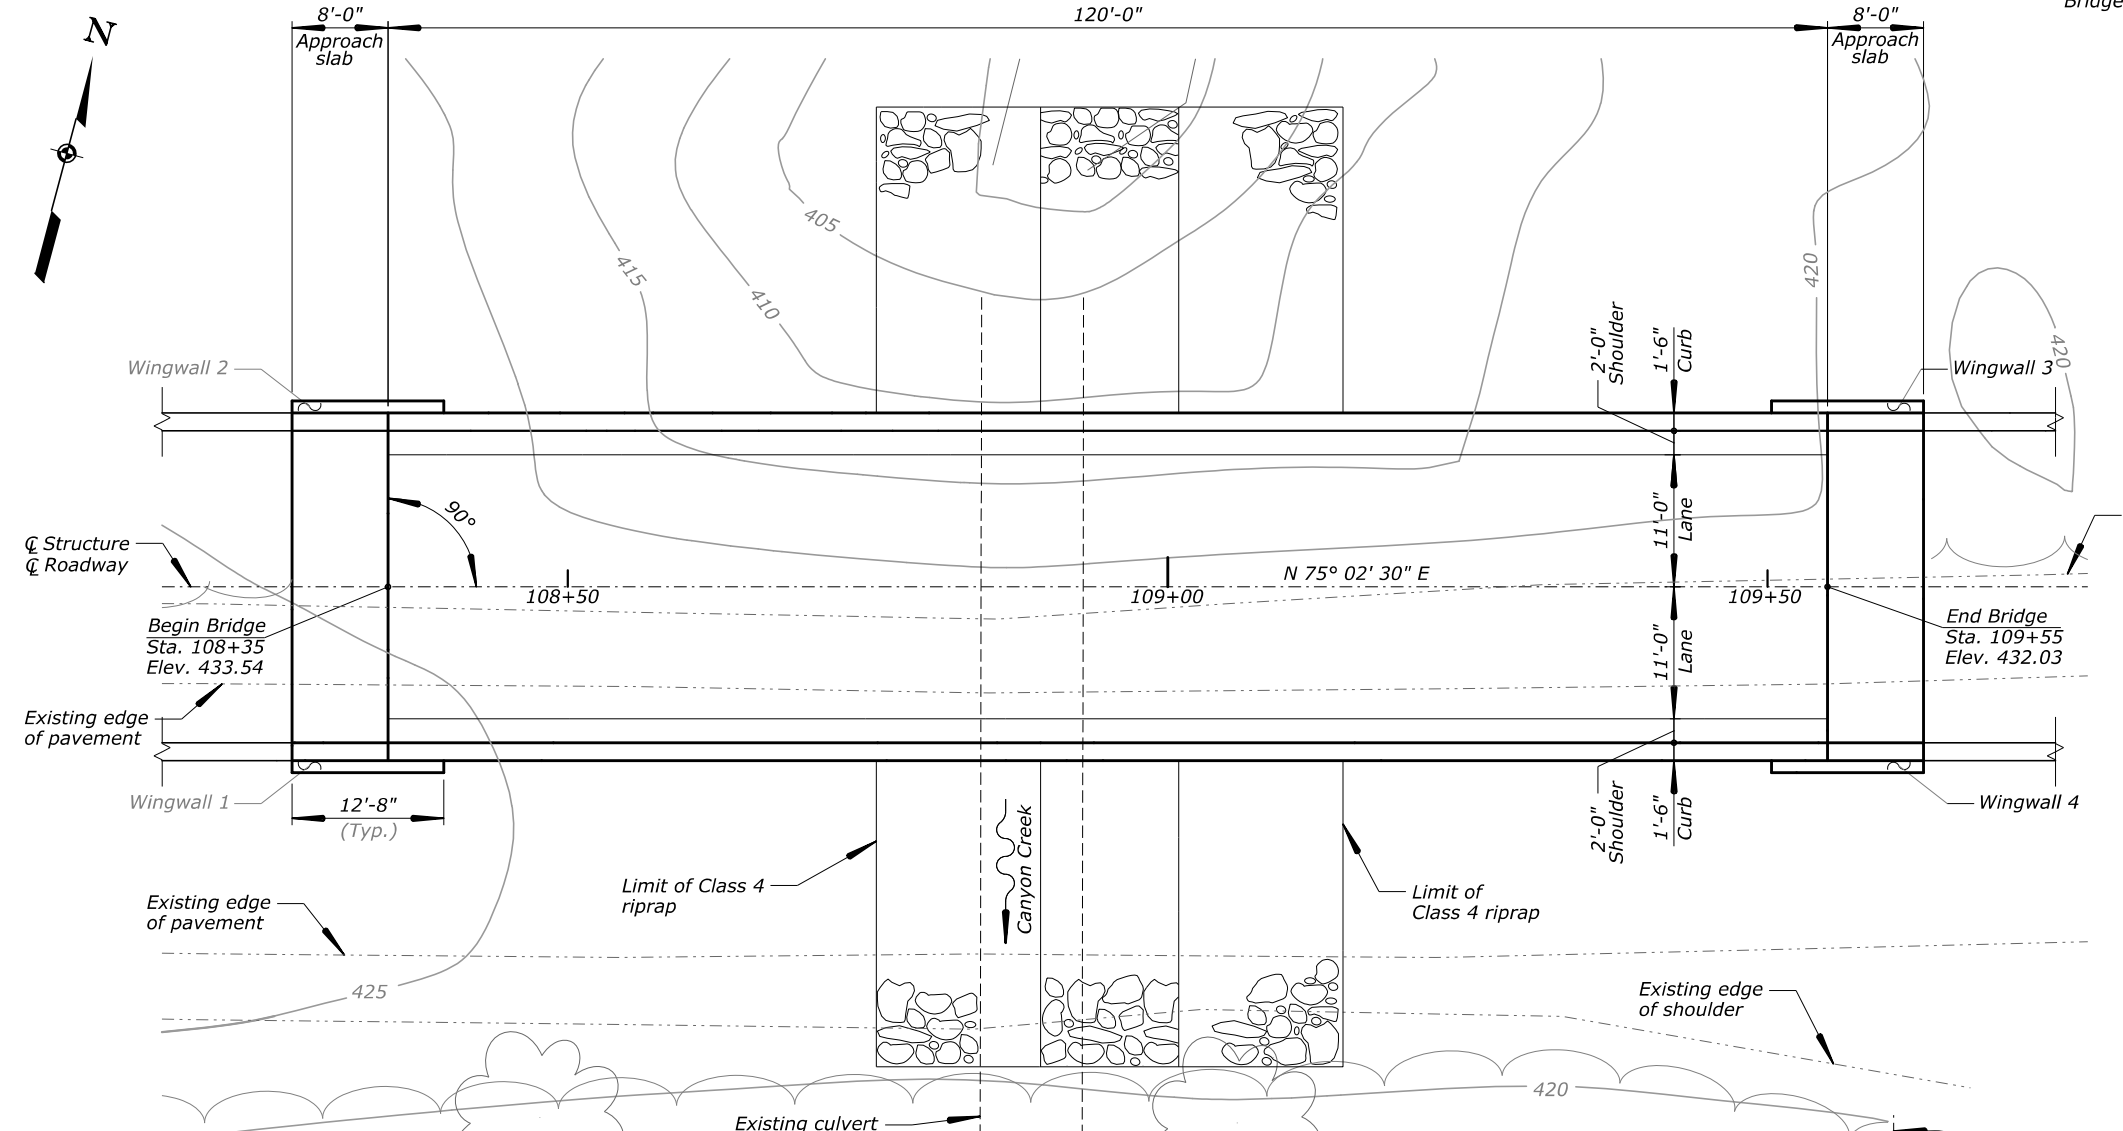 Bridge
8'-0"
120'-0"
8'-0"
N
Approach
slab
Approach
slab
405
415
410
420
420
2'-0"
Shoulder
1'-6"
Curb
Wingwall 2
Wingwall 3
11'-0"
Lane
90°
℄ Structure
℄ Roadway
N 75° 02' 30" E
108+50
109+00
109+50
Begin Bridge
Sta. 108+35
Elev. 433.54
End Bridge
Sta. 109+55
Elev. 432.03
11'-0"
Lane
Existing edge
of pavement
Wingwall 1
12'-8"
(Typ.)
2'-0"
Shoulder
1'-6"
Curb
Wingwall 4
Canyon Creek
Limit of Class 4
riprap
Limit of
Class 4 riprap
Existing edge
of pavement
425
Existing edge
of shoulder
420
Existing culvert